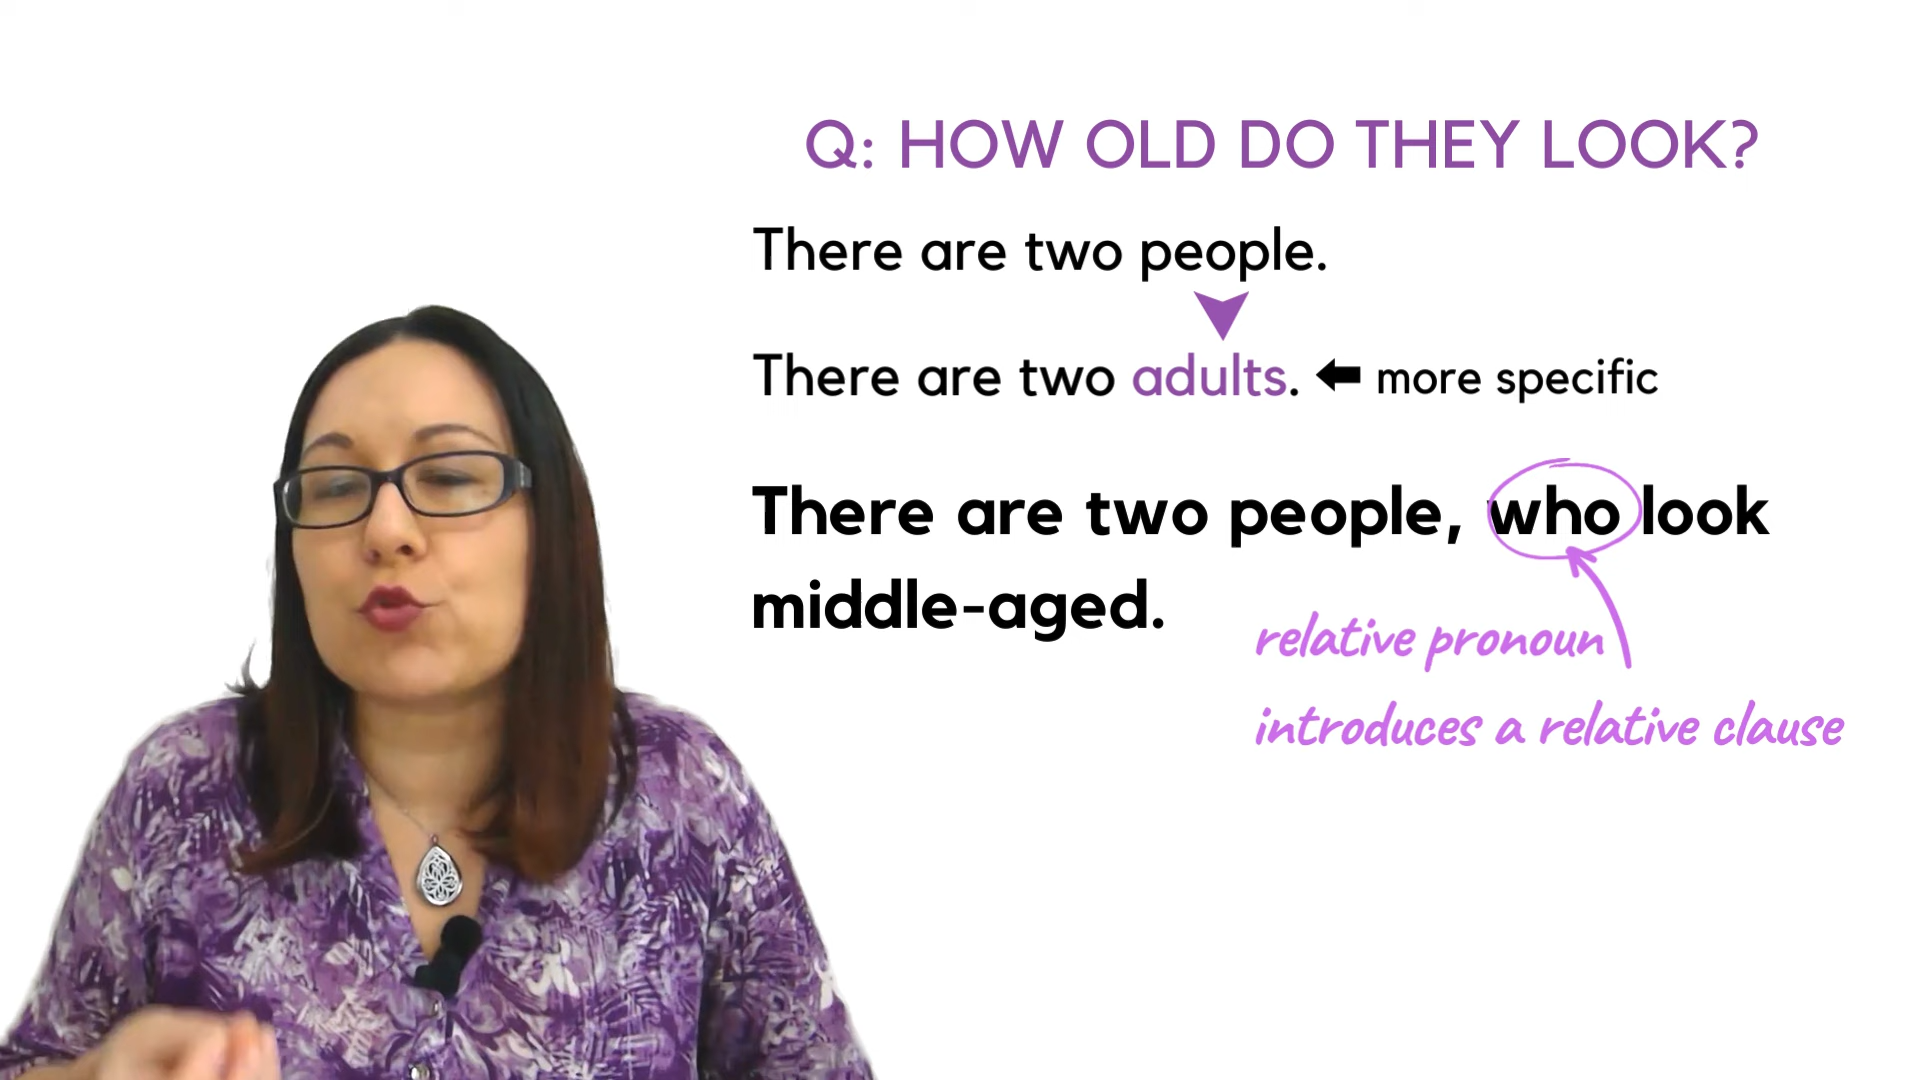 Q: HOW OLD DO THEY LOOK?
There are two people.
There are two adults. more specific
There are two people, who look
middle-aged.
relative pronoun
introduces a relative clause